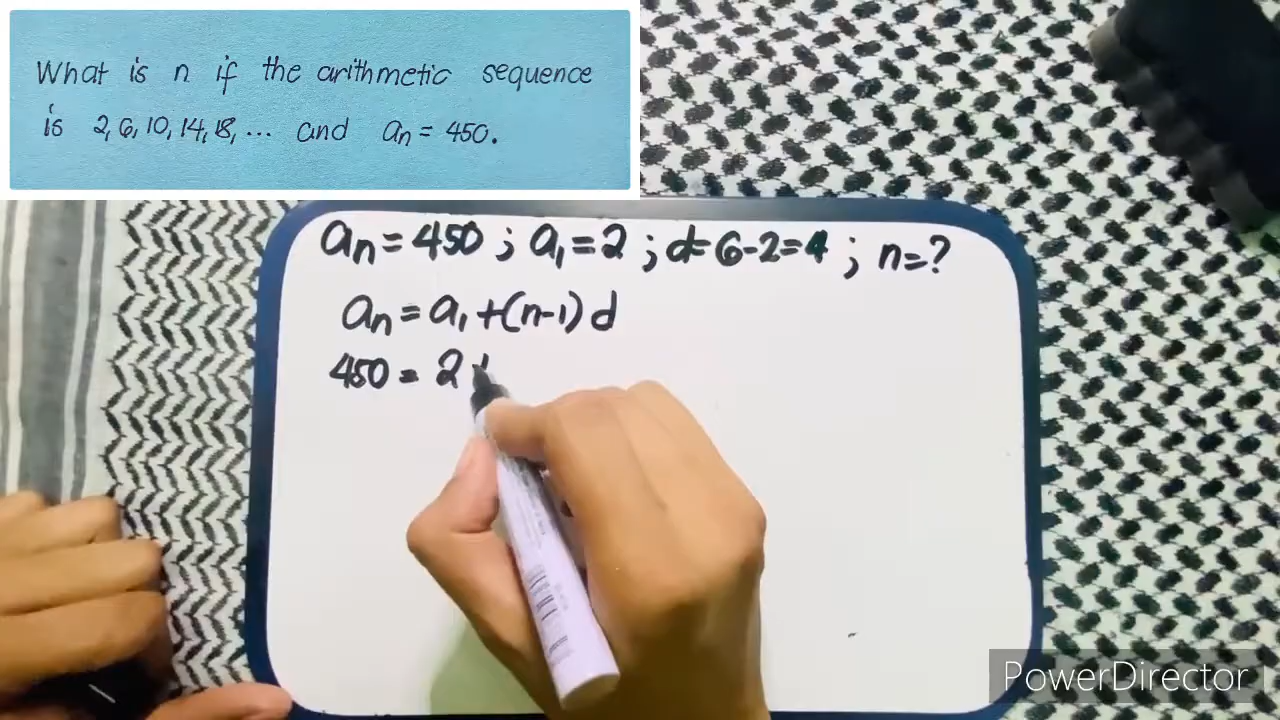 What is n if the arithmetic sequence
is 2, 6, 10, 14, 18, ... and an = 450.
an = 450 ; a1 = 2 ; d = 6-2 = 4 ; n = ?
an = a1 + (n-1) d
450 = 2 +
PowerDirector